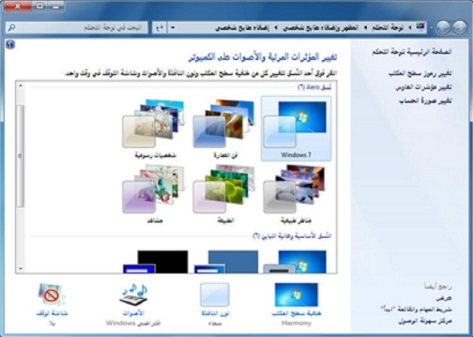 لوحة التحكم ◂ المظهر وإضفاء طابع شخصي ◂ إضفاء طابع شخصي
البحث في لوحة التحكم
الصفحة الرئيسية للوحة التحكم
تغيير رموز سطح المكتب
تغيير مؤشرات الماوس
تغيير صورة الحساب
تغيير المؤثرات المرئية والأصوات على الكمبيوتر
انقر فوق أحد النُسق لتغيير كل من خلفية سطح المكتب ولون النافذة والأصوات وشاشة التوقف في وقت واحد.
نُسق Aero (٦)
Windows 7
فن العمارة
شخصيات رسومية
مناظر طبيعية
الطبيعة
مشاهد
النُسق الأساسية وفائقة التباين (٦)
خلفية سطح المكتب
Harmony
لون النافذة
سماء
الأصوات
افتراضي Windows
شاشة توقف
بلا
راجع أيضاً
عرض
شريط المهام والقائمة "ابدأ"
مركز سهولة الوصول